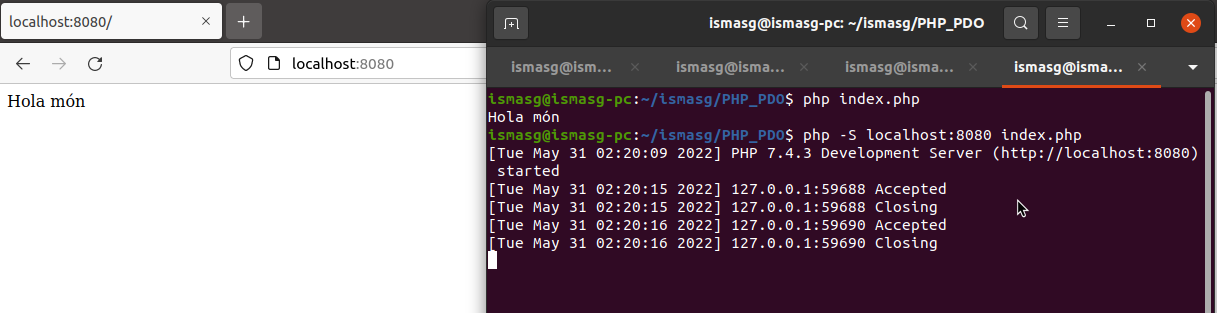 localhost:8080/
localhost:8080
Hola món
ismasg@ismasg-pc: ~/ismasg/PHP_PDO
ismasg@ism...
ismasg@isma...
ismasg@isma...
ismasg@isma...
ismasg@ismasg-pc:~/ismasg/PHP_PDO$ php index.php
Hola món
ismasg@ismasg-pc:~/ismasg/PHP_PDO$ php -S localhost:8080 index.php
[Tue May 31 02:20:09 2022] PHP 7.4.3 Development Server (http://localhost:8080)
started
[Tue May 31 02:20:15 2022] 127.0.0.1:59688 Accepted
[Tue May 31 02:20:15 2022] 127.0.0.1:59688 Closing
[Tue May 31 02:20:16 2022] 127.0.0.1:59690 Accepted
[Tue May 31 02:20:16 2022] 127.0.0.1:59690 Closing